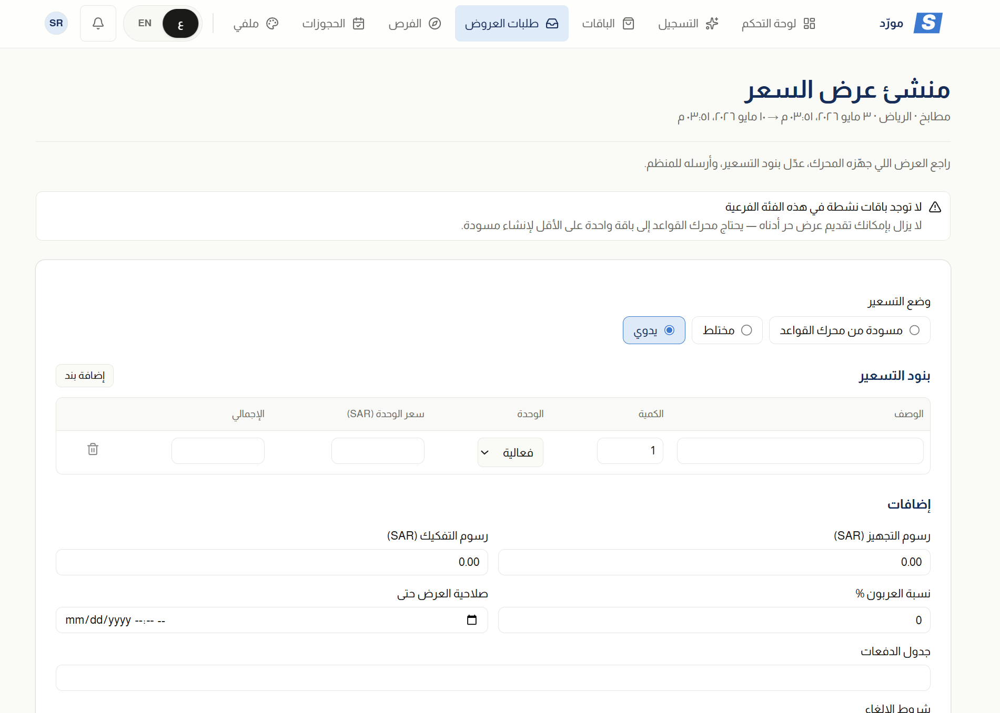 S مورّد
لوحة التحكم
التسجيل
الباقات
طلبات العروض
الفرص
الحجوزات
ملفي
ع
EN
SR
منشئ عرض السعر
مطابخ · الرياض · ٣ مايو ٢٠٢٦، ٠٣:٥١ م → ١٠ مايو ٢٠٢٦، ٠٣:٥١ م
راجع العرض اللي جهّزه المحرك، عدّل بنود التسعير، وأرسله للمنظم.
لا توجد باقات نشطة في هذه الفئة الفرعية
لا يزال بإمكانك تقديم عرض حر أدناه — يحتاج محرك القواعد إلى باقة واحدة على الأقل لإنشاء مسودة.
وضع التسعير
مسودة من محرك القواعد
مختلط
يدوي
بنود التسعير
إضافة بند
الوصف
الكمية
الوحدة
سعر الوحدة (SAR)
الإجمالي
1
فعالية
إضافات
رسوم التجهيز (SAR)
رسوم التفكيك (SAR)
0.00
0.00
نسبة العربون %
صلاحية العرض حتى
0
mm/dd/yyyy --:-- --
جدول الدفعات
شروط الإلغاء